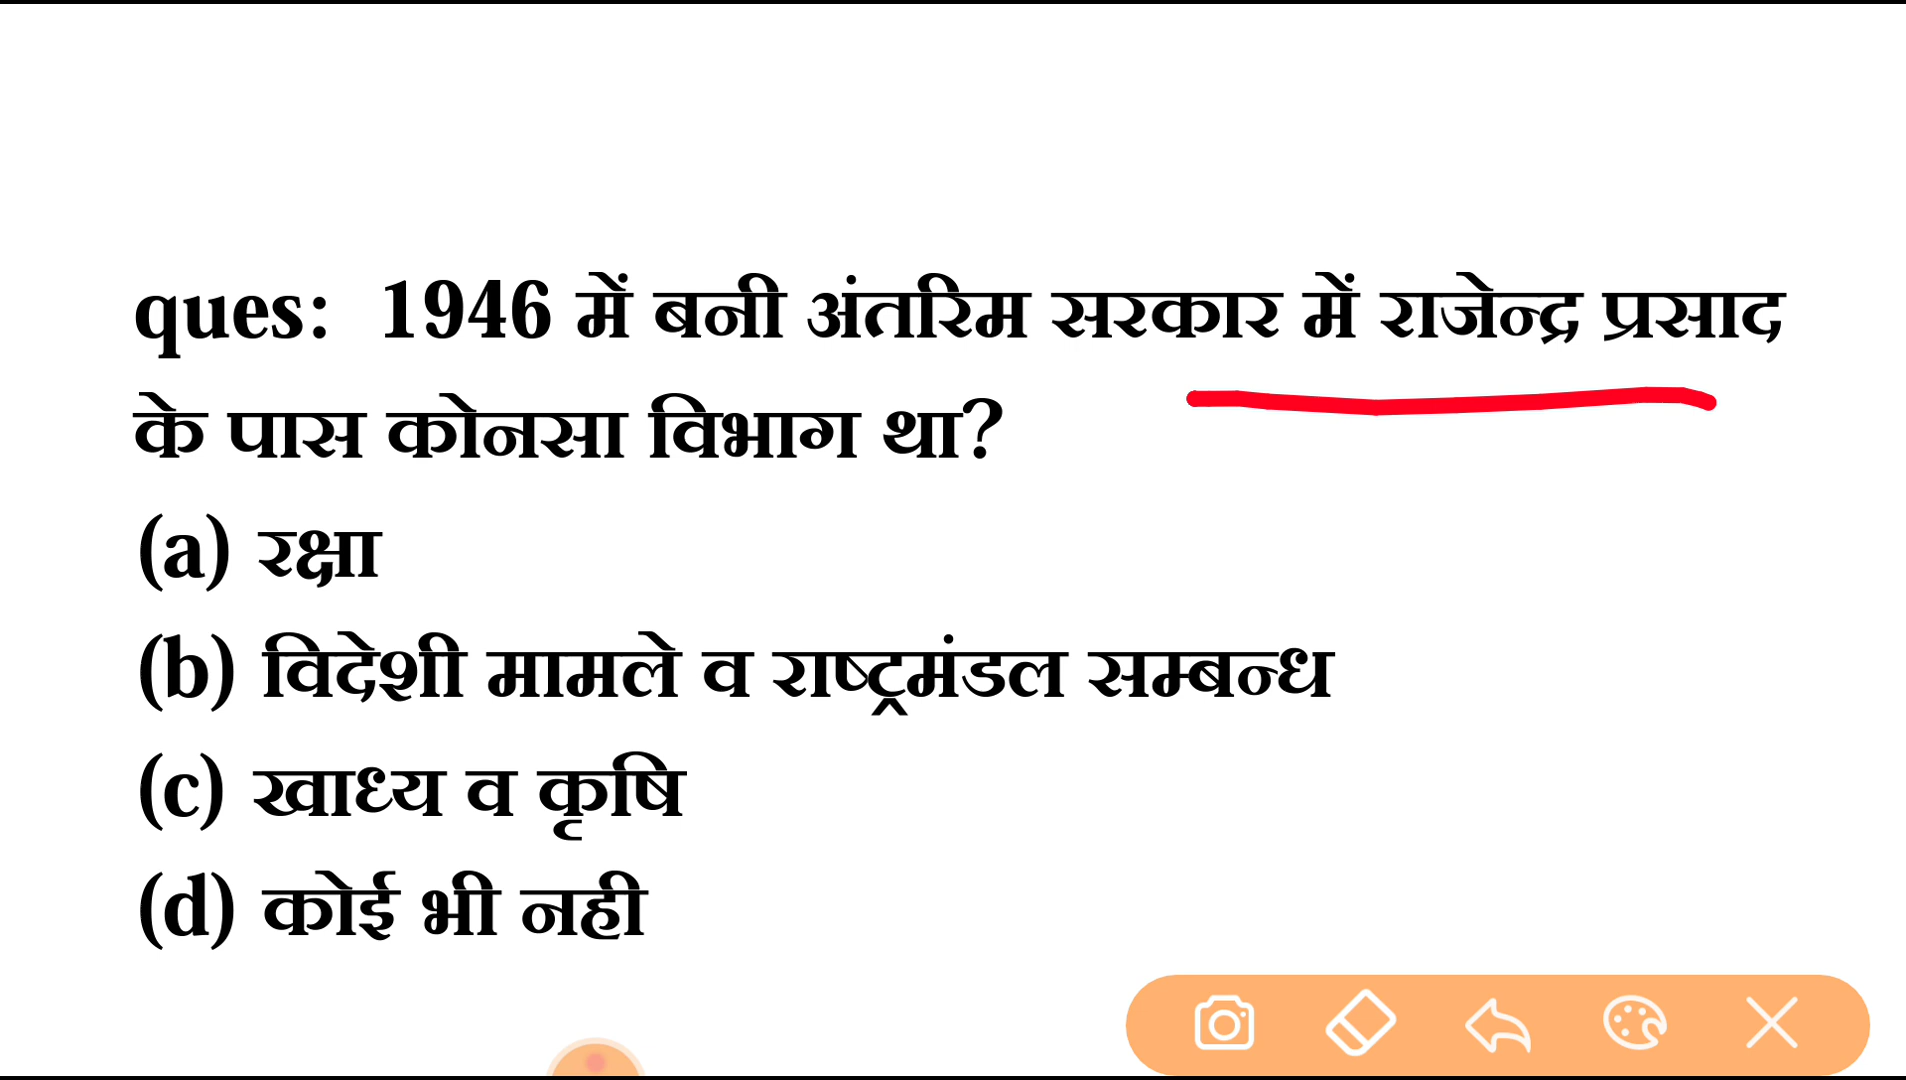 ques: 1946 में बनी अंतरिम सरकार में राजेन्द्र प्रसाद
के पास कोनसा विभाग था?
(a) रक्षा
(b) विदेशी मामले व राष्ट्रमंडल सम्बन्ध
(c) खाध्य व कृषि
(d) कोई भी नही